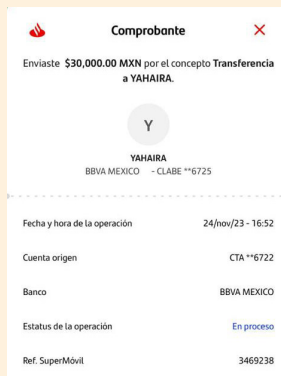 Comprobante
Enviaste $30,000.00 MXN por el concepto Transferencia
a YAHAIRA.
Y
YAHAIRA
BBVA MEXICO - CLABE **6725
Fecha y hora de la operación 24/nov/23 - 16:52
Cuenta origen CTA **6722
Banco BBVA MEXICO
Estatus de la operación En proceso
Ref. SuperMóvil 3469238